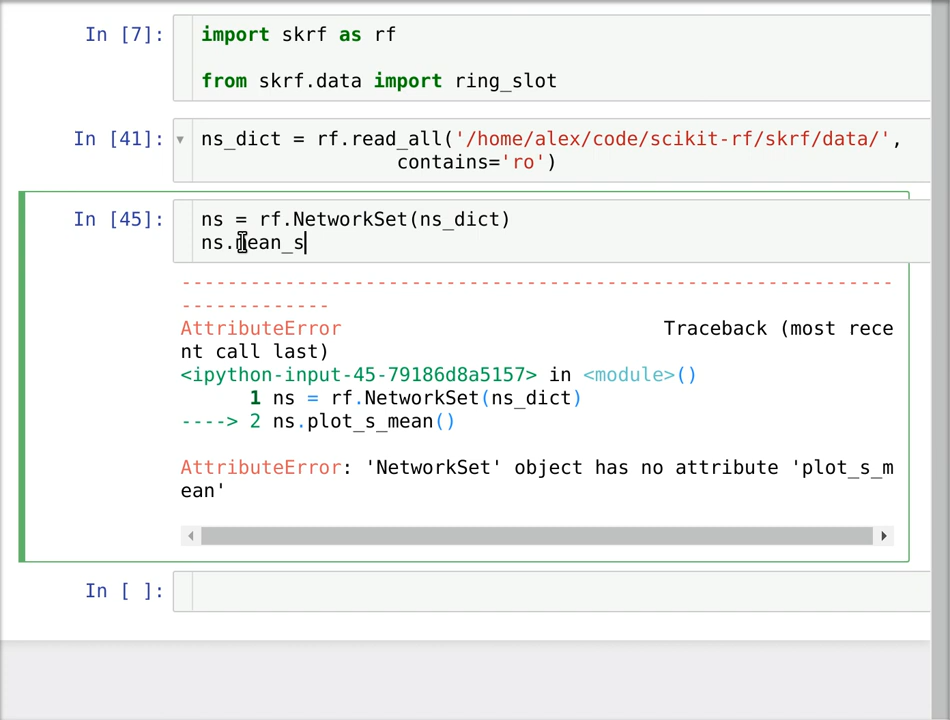 In [7]: import skrf as rf
from skrf.data import ring_slot
In [41]: ns_dict = rf.read_all('/home/alex/code/scikit-rf/skrf/data/',
contains='ro')
In [45]: ns = rf.NetworkSet(ns_dict)
ns.mean_s
--------------------------------------------------------------
-------------
AttributeError Traceback (most rece
nt call last)
<ipython-input-45-79186d8a5157> in <module>()
1 ns = rf.NetworkSet(ns_dict)
----> 2 ns.plot_s_mean()
AttributeError: 'NetworkSet' object has no attribute 'plot_s_m
ean'
In [ ]: